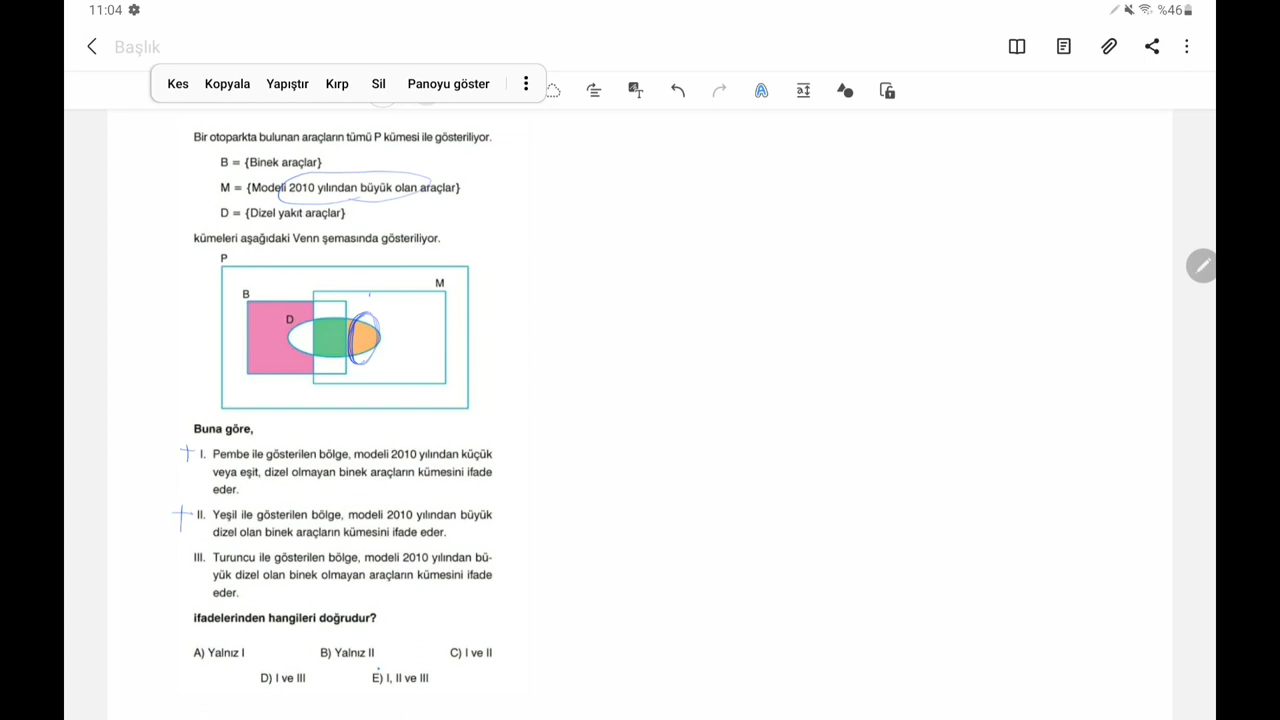 11:04
%46
Başlık
Kes Kopyala Yapıştır Kırp Sil Panoyu göster
Bir otoparkta bulunan araçların tümü P kümesi ile gösteriliyor.
B = {Binek araçlar}
M = {Modeli 2010 yılından büyük olan araçlar}
D = {Dizel yakıt araçlar}
kümeleri aşağıdaki Venn şemasında gösteriliyor.
P
M
B
D
Buna göre,
I. Pembe ile gösterilen bölge, modeli 2010 yılından küçük
veya eşit, dizel olmayan binek araçların kümesini ifade
eder.
II. Yeşil ile gösterilen bölge, modeli 2010 yılından büyük
dizel olan binek araçların kümesini ifade eder.
III. Turuncu ile gösterilen bölge, modeli 2010 yılından bü-
yük dizel olan binek olmayan araçların kümesini ifade
eder.
ifadelerinden hangileri doğrudur?
A) Yalnız I B) Yalnız II C) I ve II
D) I ve III E) I, II ve III